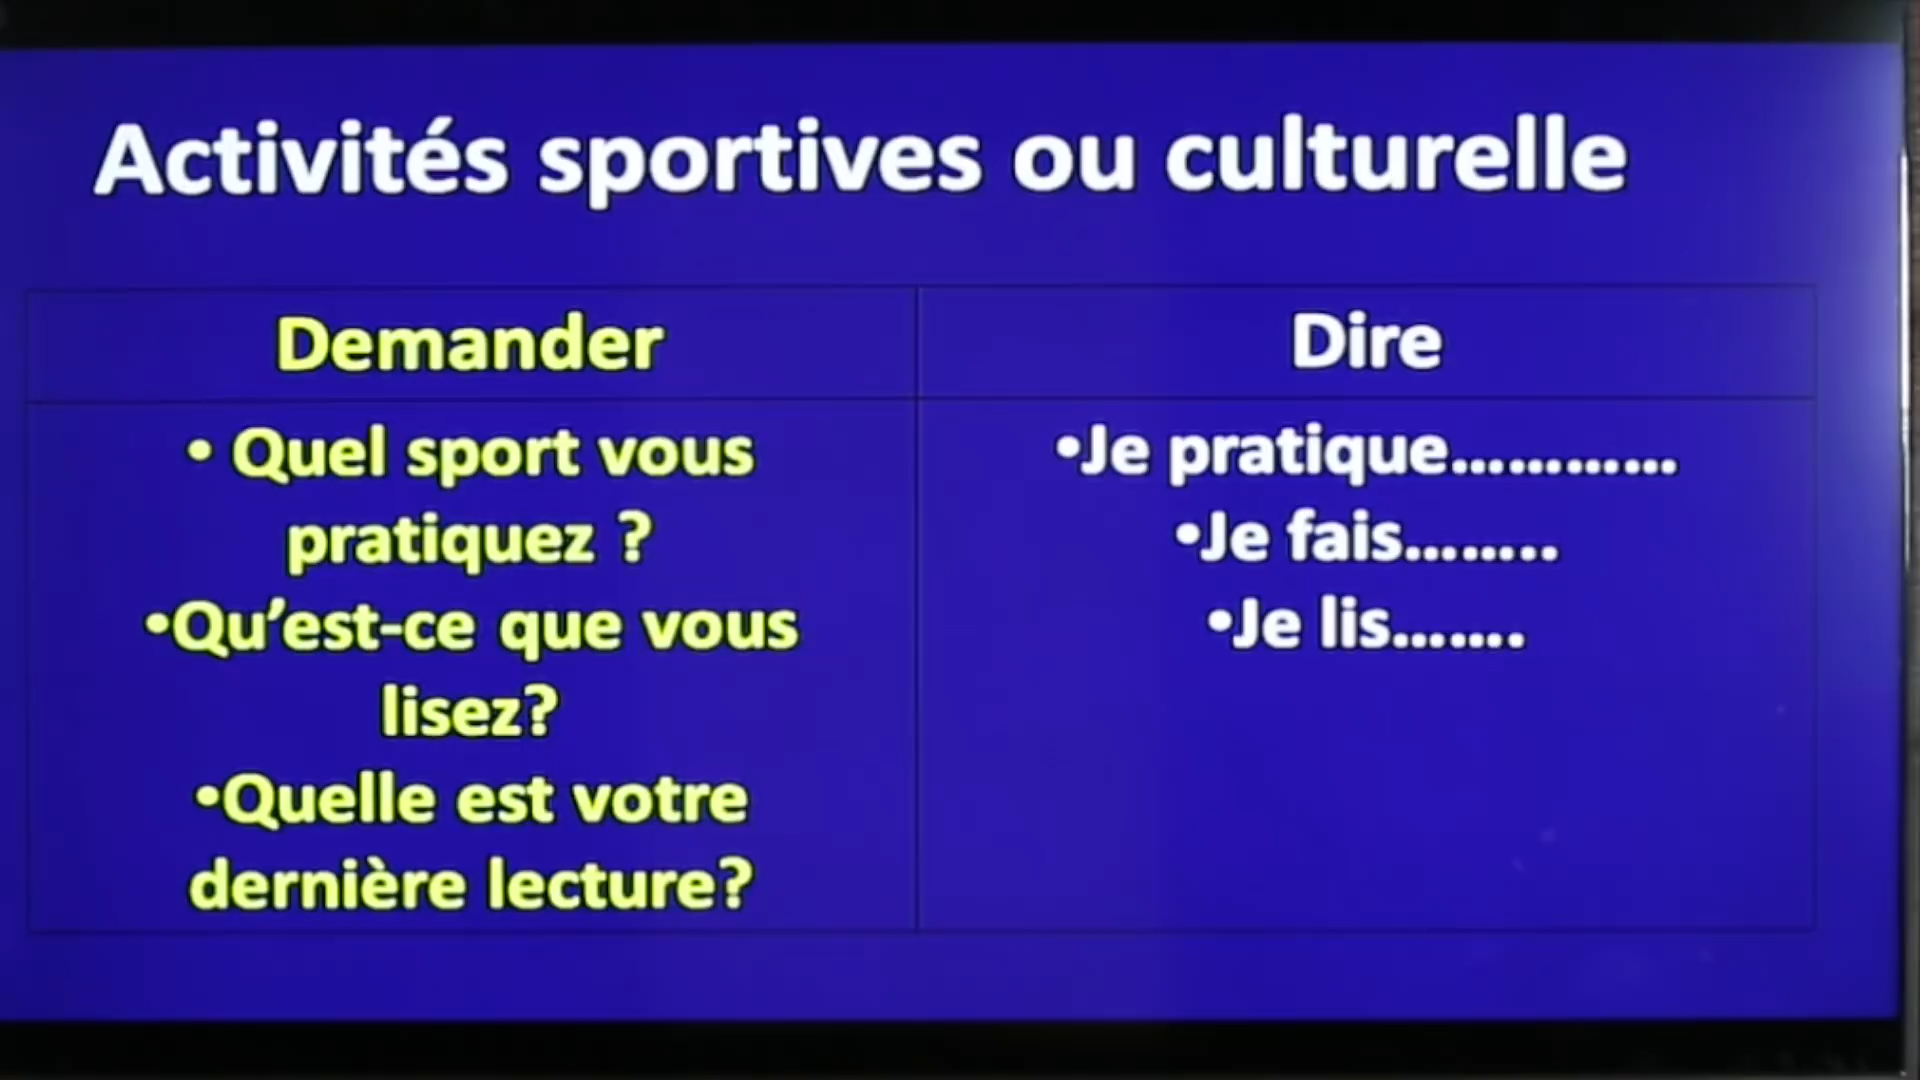 Activités sportives ou culturelle
Demander
• Quel sport vous
pratiquez ?
•Qu’est-ce que vous
lisez?
•Quelle est votre
dernière lecture?
Dire
•Je pratique…………
•Je fais……..
•Je lis…….